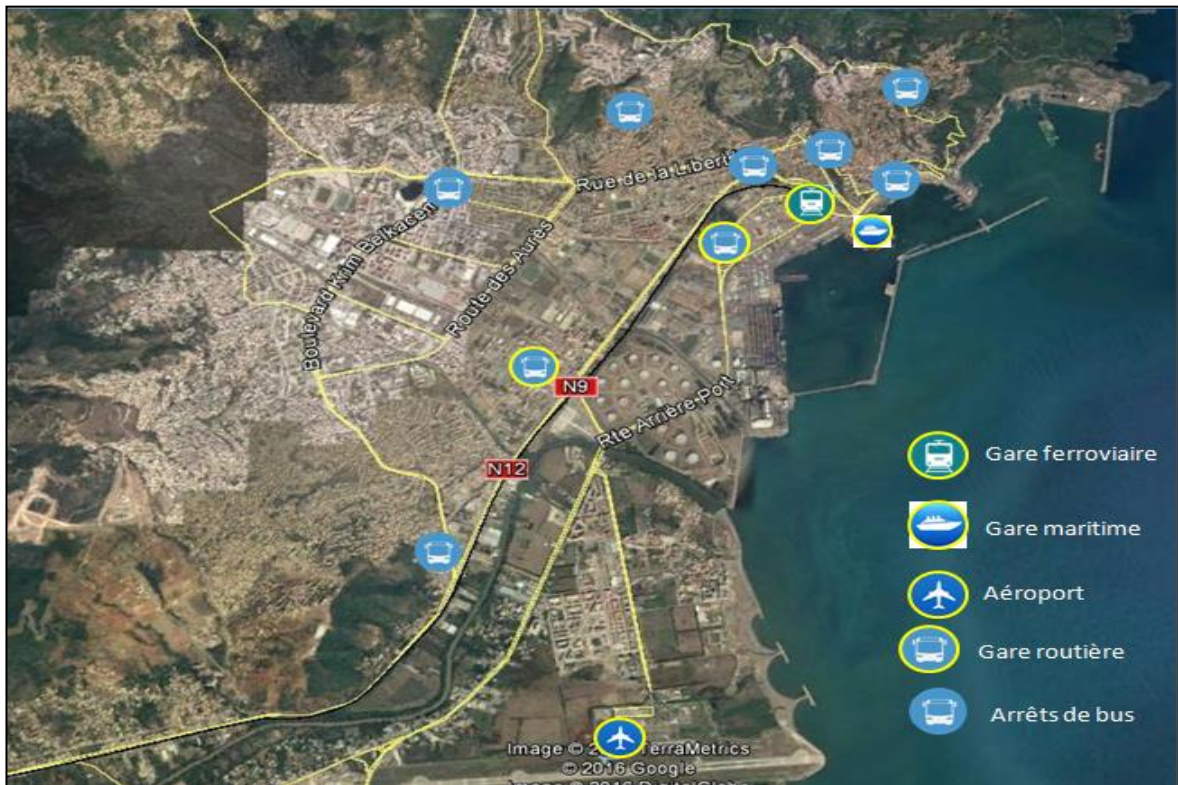 Rue de la Liberté
Boulevard Krim Belkacem
Route des Aurès
N9
Rte Arrière Port
N12
Gare ferroviaire
Gare maritime
Aéroport
Gare routière
Arrêts de bus
Image © TerraMetrics
© 2016 Google